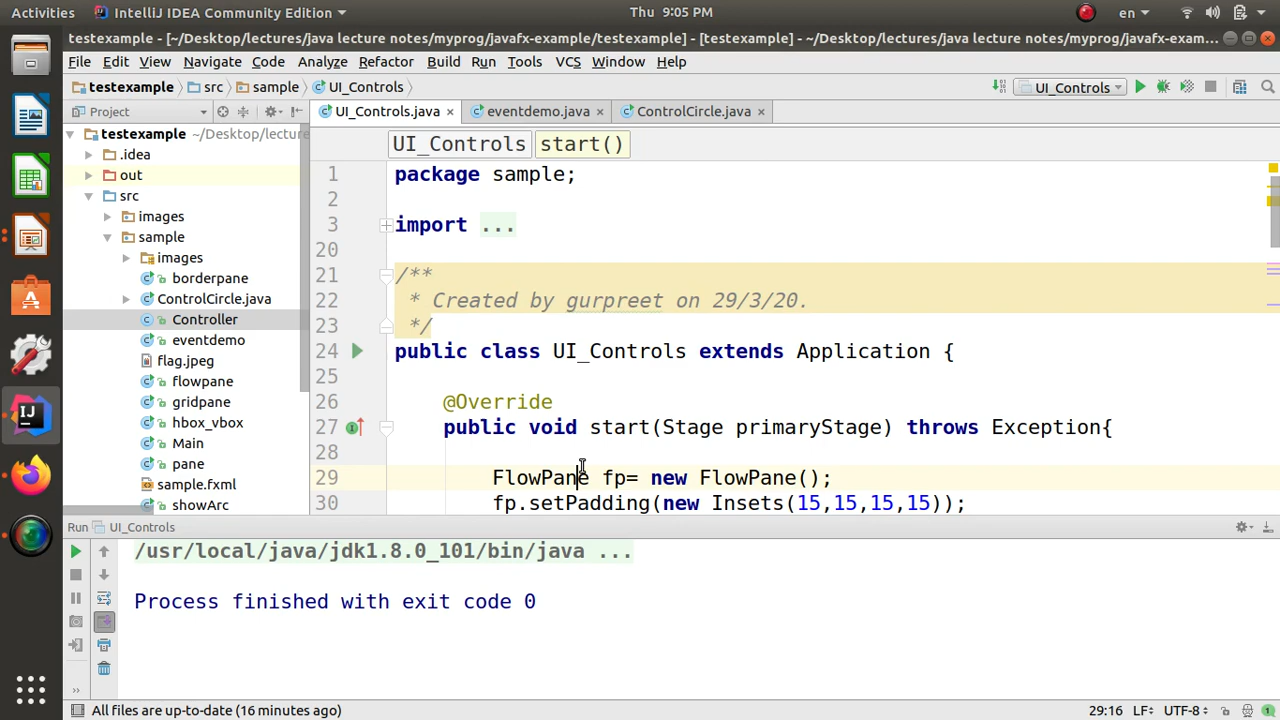 Activities IntelliJ IDEA Community Edition Thu 9:05 PM en
testexample - [~/Desktop/lectures/java lecture notes/myprog/javafx-example/testexample] - [testexample] - ~/Desktop/lectures/java lecture notes/myprog/javafx-exam...
File Edit View Navigate Code Analyze Refactor Build Run Tools VCS Window Help
testexample src sample UI_Controls UI_Controls
Project UI_Controls.java eventdemo.java ControlCircle.java
testexample ~/Desktop/lecture
.idea
out
src
images
sample
images
borderpane
ControlCircle.java
Controller
eventdemo
flag.jpeg
flowpane
gridpane
hbox_vbox
Main
pane
sample.fxml
showArc
UI_Controls start()
1 package sample;
2
3 import ...
20
21 /**
22 * Created by gurpreet on 29/3/20.
23 */
24 public class UI_Controls extends Application {
25
26 @Override
27 public void start(Stage primaryStage) throws Exception{
28
29 FlowPane fp= new FlowPane();
30 fp.setPadding(new Insets(15,15,15,15));
Run UI_Controls
/usr/local/java/jdk1.8.0_101/bin/java ...
Process finished with exit code 0
All files are up-to-date (16 minutes ago) 29:16 LF UTF-8 1